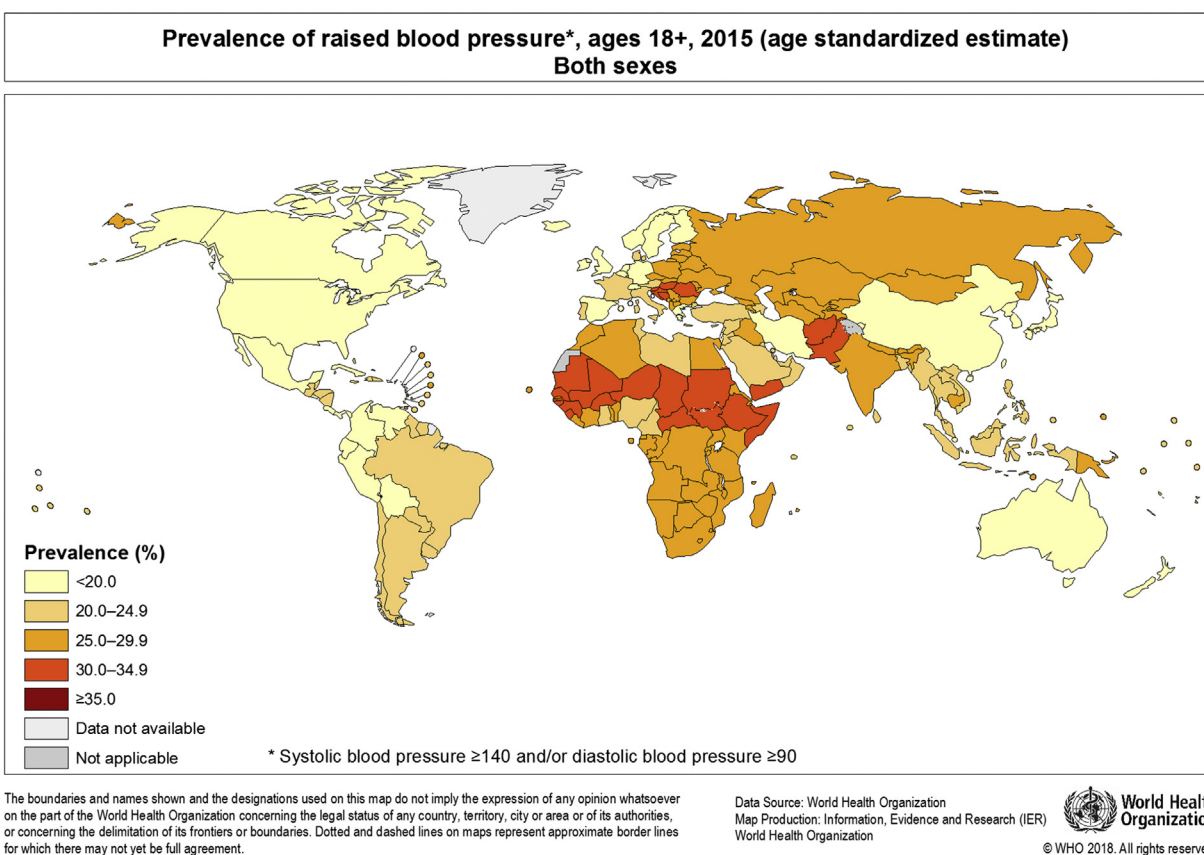 Prevalence of raised blood pressure*, ages 18+, 2015 (age standardized estimate)
Both sexes
Prevalence (%)
<20.0
20.0–24.9
25.0–29.9
30.0–34.9
≥35.0
Data not available
Not applicable
* Systolic blood pressure ≥140 and/or diastolic blood pressure ≥90
The boundaries and names shown and the designations used on this map do not imply the expression of any opinion whatsoever
on the part of the World Health Organization concerning the legal status of any country, territory, city or area or of its authorities,
or concerning the delimitation of its frontiers or boundaries. Dotted and dashed lines on maps represent approximate border lines
for which there may not yet be full agreement.
Data Source: World Health Organization
Map Production: Information, Evidence and Research (IER)
World Health Organization
World Healt
Organizatio
© WHO 2018. All rights reserve